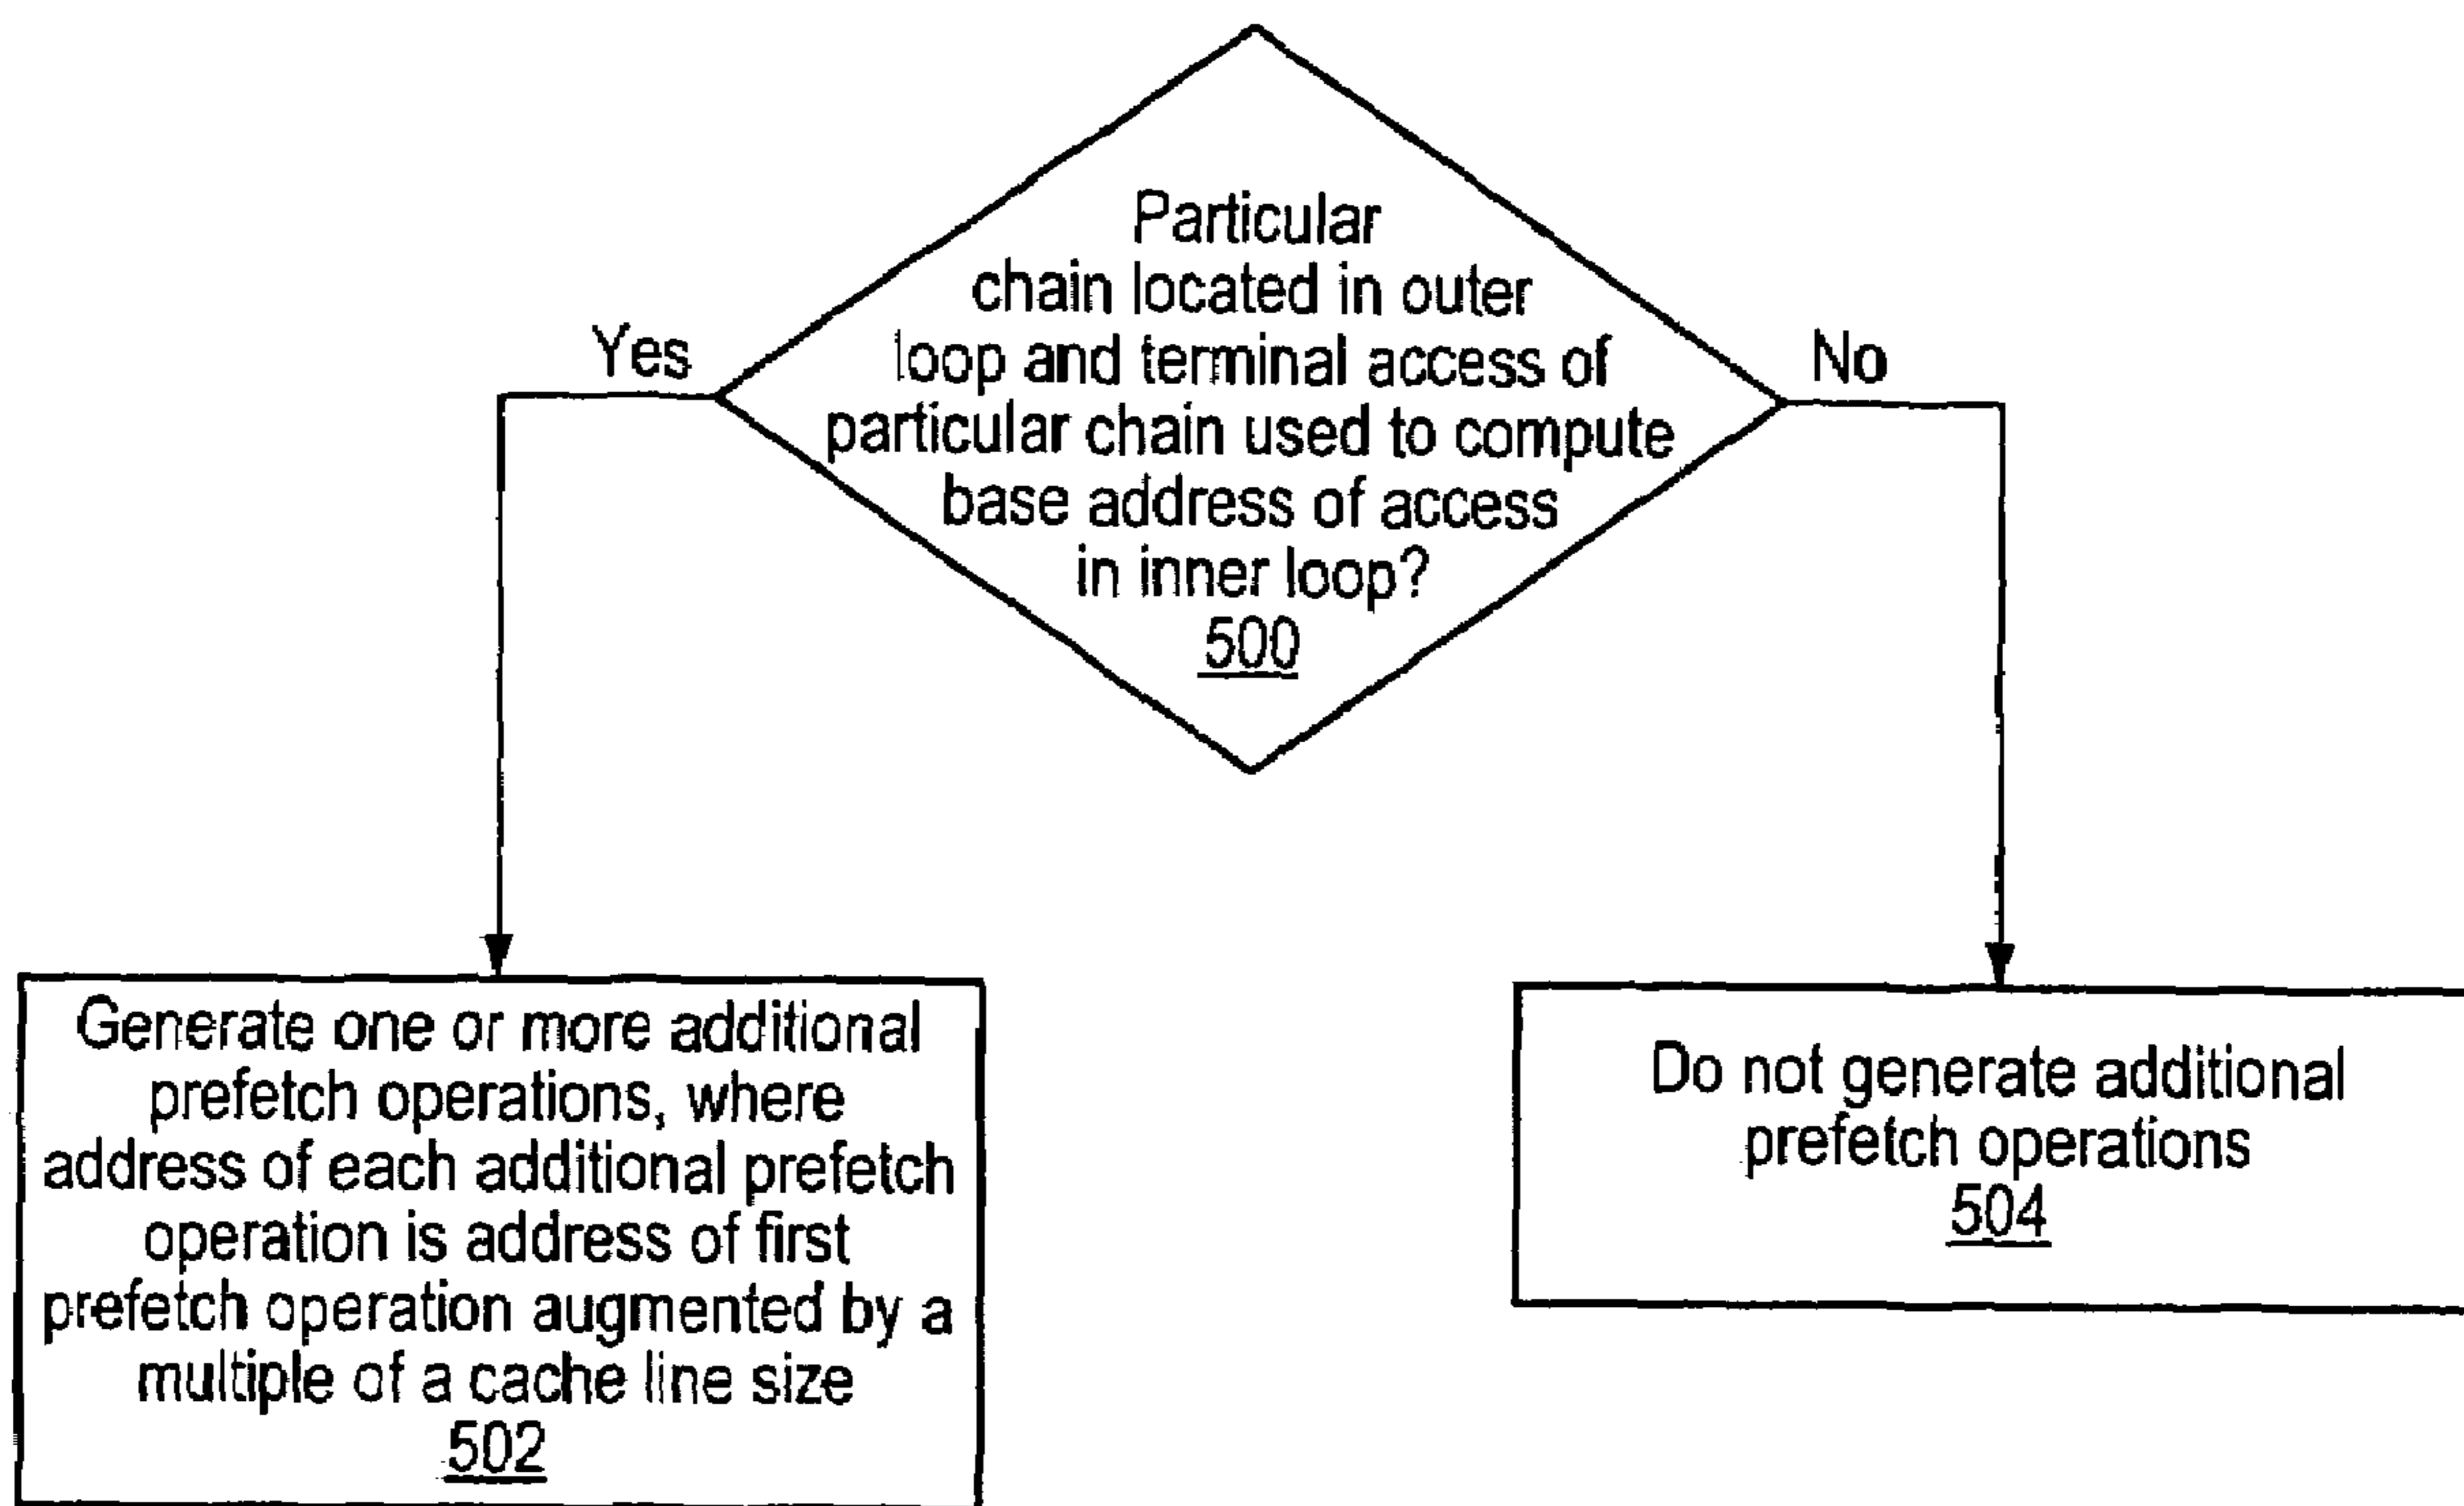 Particular
chain located in outer
loop and terminal access of
particular chain used to compute
base address of access
in inner loop?
500
Yes
No
Generate one or more additional
prefetch operations, where
address of each additional prefetch
operation is address of first
prefetch operation augmented by a
multiple of a cache line size
502
Do not generate additional
prefetch operations
504